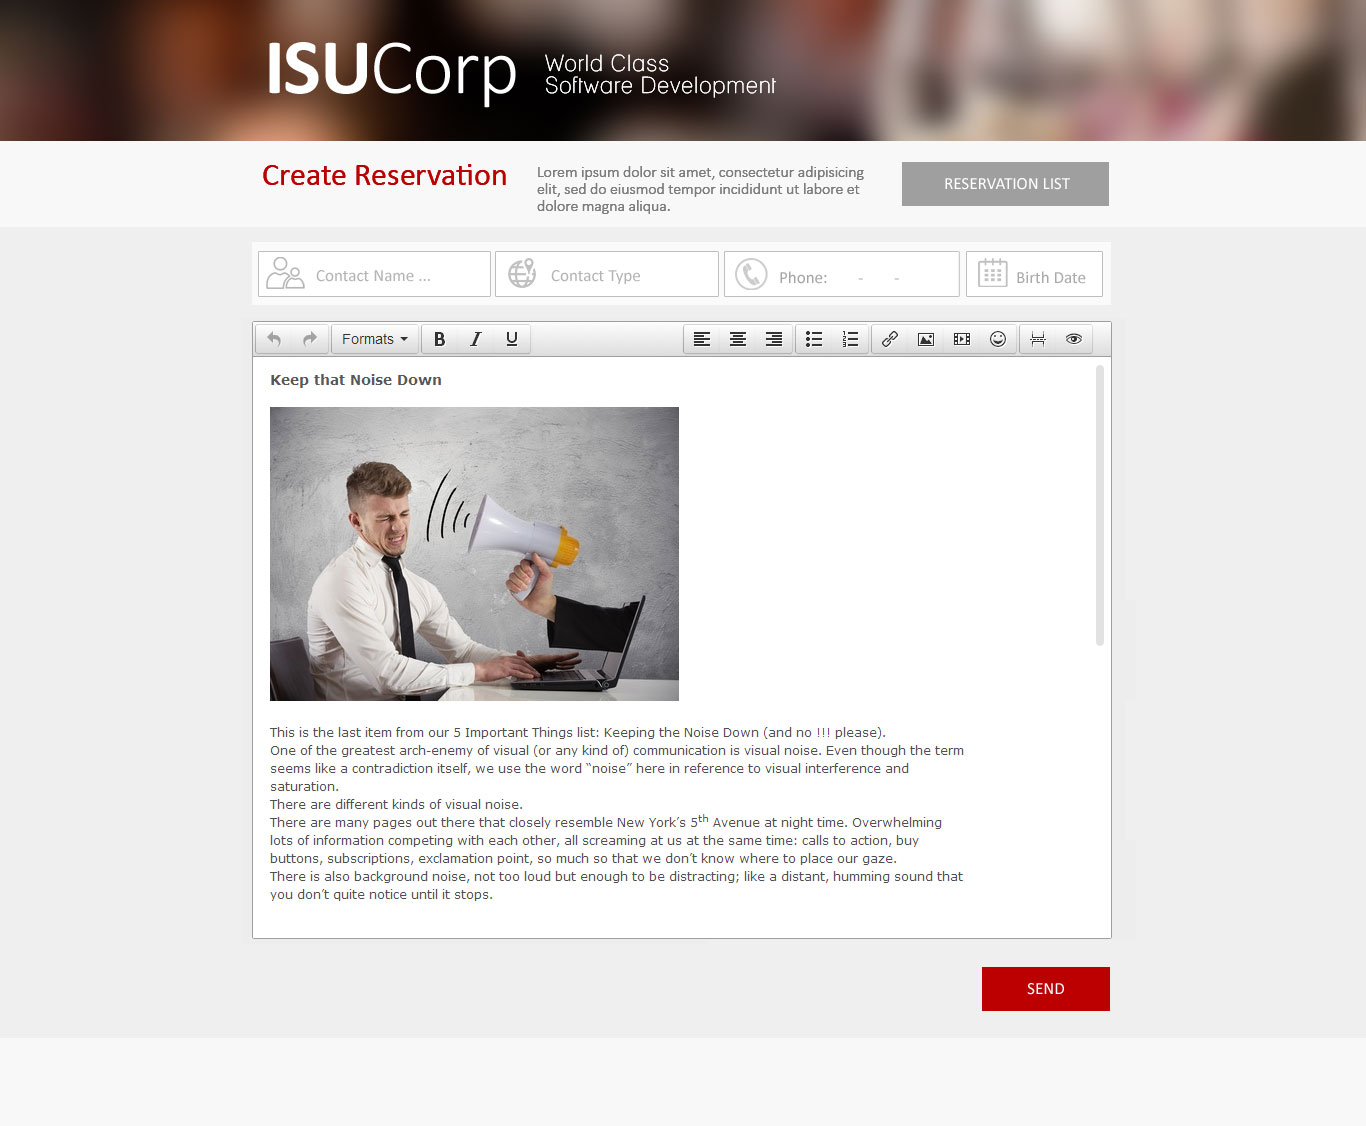 ISUCorp
World Class
Software Development
Create Reservation
Lorem ipsum dolor sit amet, consectetur adipisicing
elit, sed do eiusmod tempor incididunt ut labore et
dolore magna aliqua.
RESERVATION LIST
Contact Name ...
Contact Type
Phone: - -
Birth Date
Formats
B I U
Keep that Noise Down
This is the last item from our 5 Important Things list: Keeping the Noise Down (and no !!! please).
One of the greatest arch-enemy of visual (or any kind of) communication is visual noise. Even though the term
seems like a contradiction itself, we use the word “noise” here in reference to visual interference and
saturation.
There are different kinds of visual noise.
There are many pages out there that closely resemble New York’s 5th Avenue at night time. Overwhelming
lots of information competing with each other, all screaming at us at the same time: calls to action, buy
buttons, subscriptions, exclamation point, so much so that we don’t know where to place our gaze.
There is also background noise, not too loud but enough to be distracting; like a distant, humming sound that
you don’t quite notice until it stops.
SEND